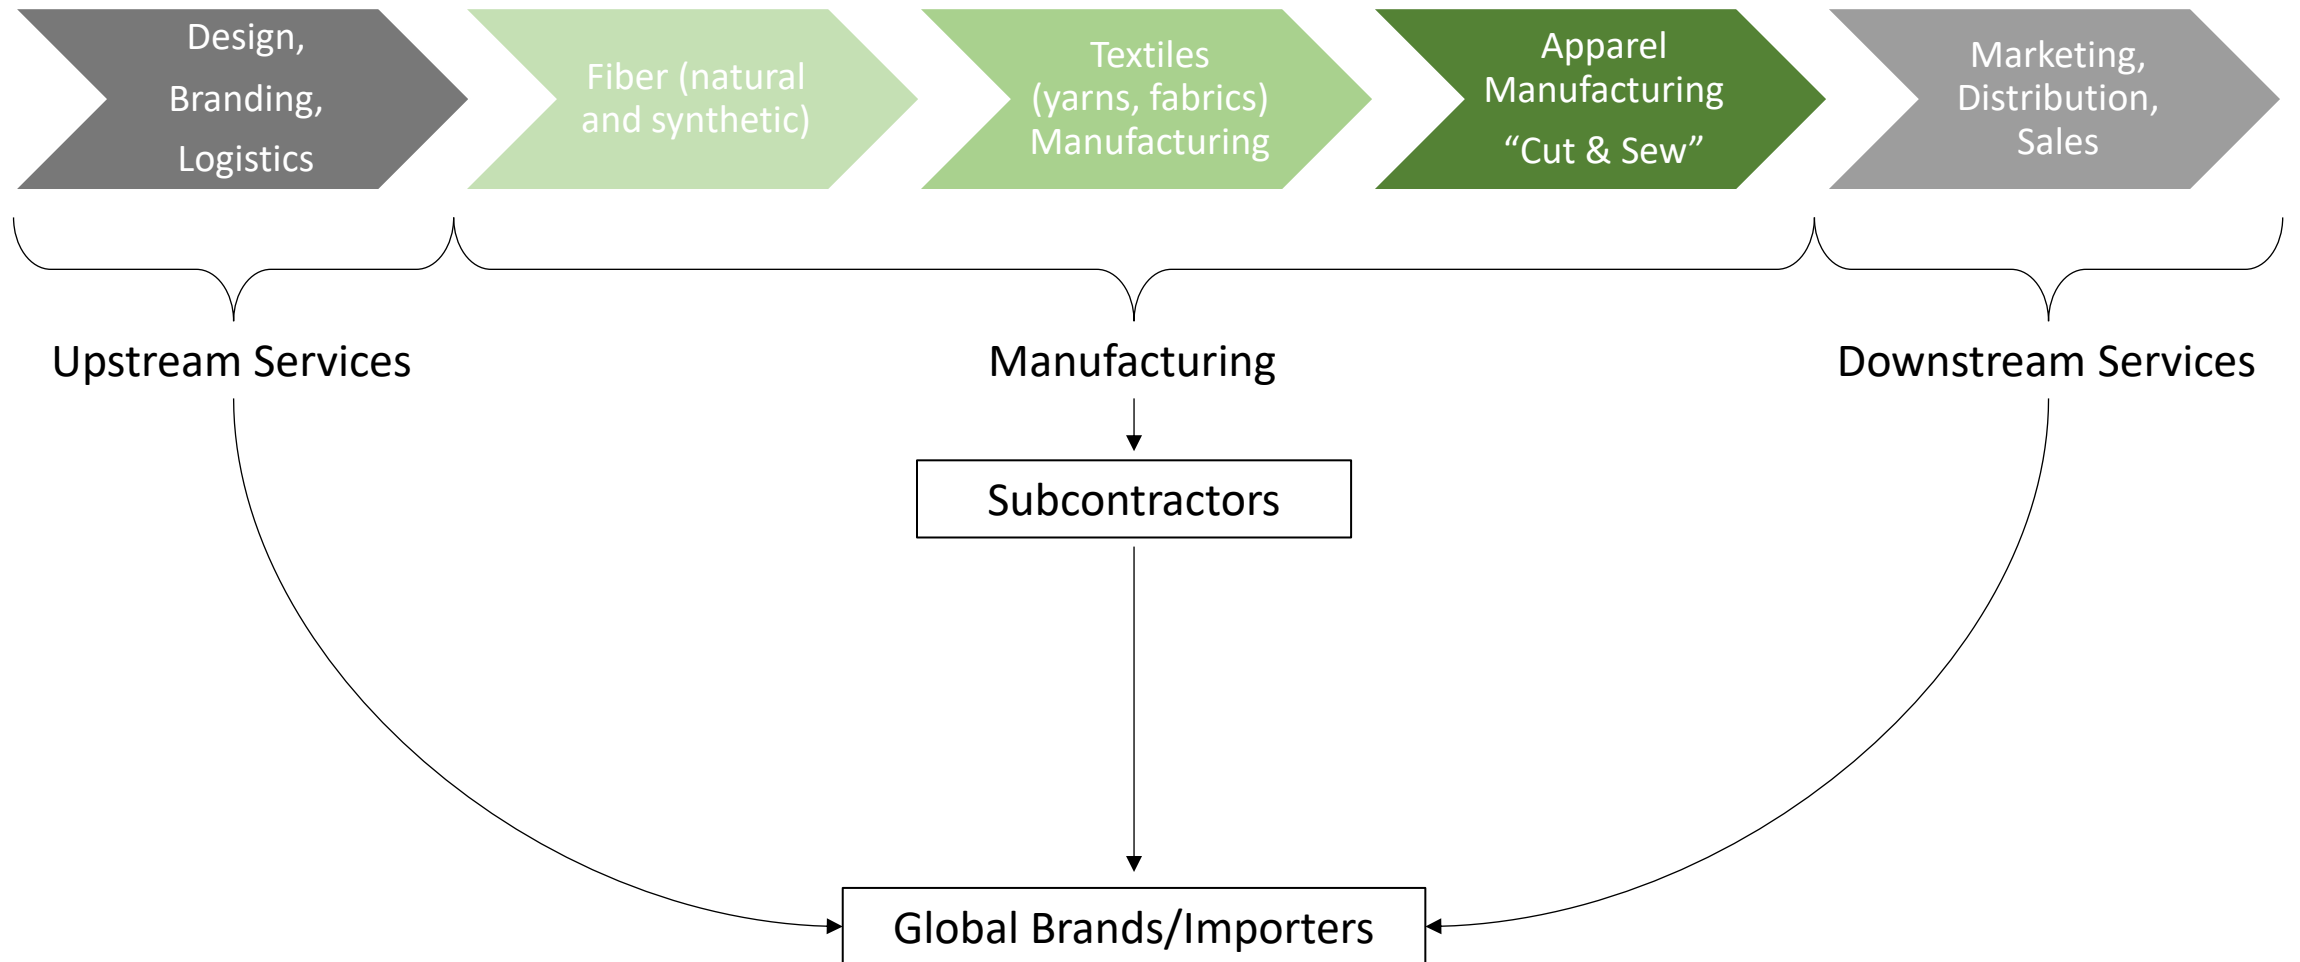 Design,
Branding,
Logistics
Fiber (natural
and synthetic)
Textiles
(yarns, fabrics)
Manufacturing
Apparel
Manufacturing
“Cut & Sew”
Marketing,
Distribution,
Sales
Upstream Services
Manufacturing
Downstream Services
Subcontractors
Global Brands/Importers